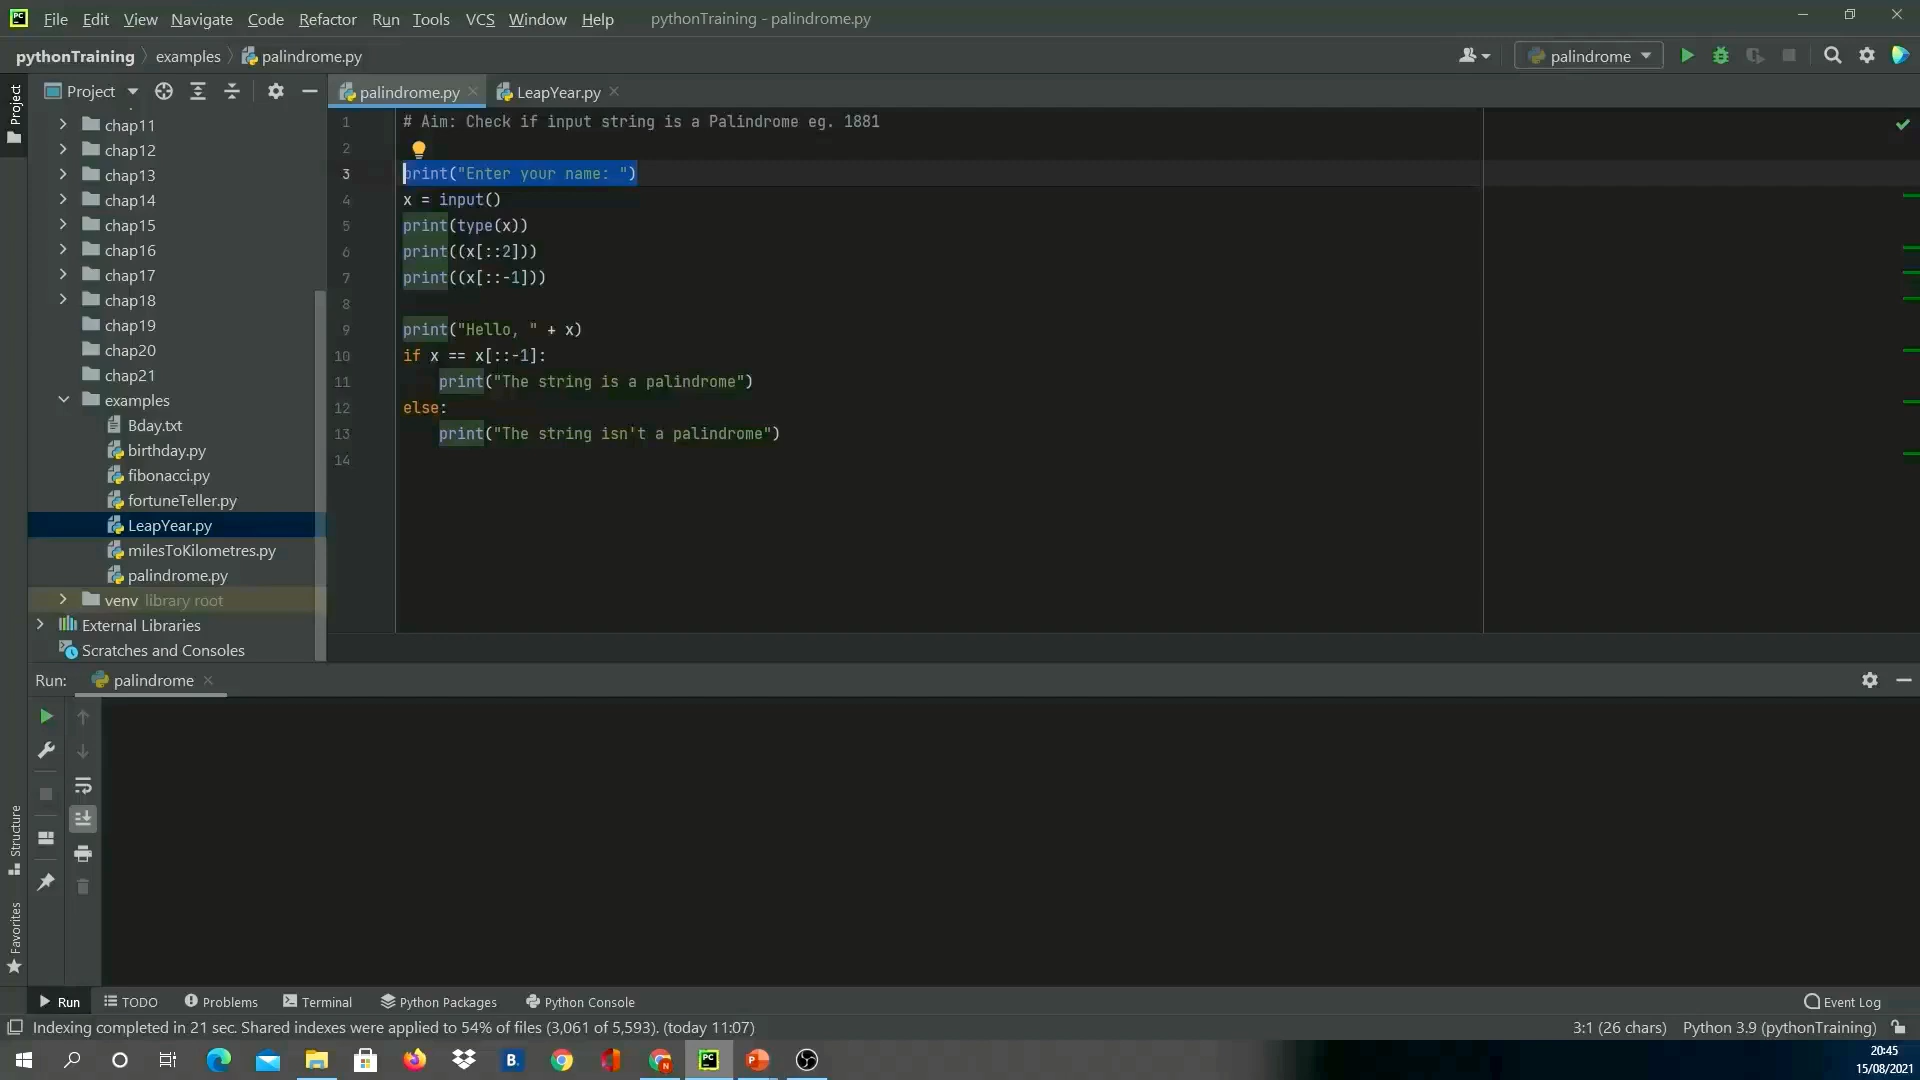 File Edit View Navigate Code Refactor Run Tools VCS Window Help pythonTraining - palindrome.py
pythonTraining examples palindrome.py palindrome
Project
Project
palindrome.py LeapYear.py
chap11
chap12
chap13
chap14
chap15
chap16
chap17
chap18
chap19
chap20
chap21
examples
Bday.txt
birthday.py
fibonacci.py
fortuneTeller.py
LeapYear.py
milesToKilometres.py
palindrome.py
venv library root
External Libraries
Scratches and Consoles
1 # Aim: Check if input string is a Palindrome eg. 1881
2
3 print("Enter your name: ")
4 x = input()
5 print(type(x))
6 print((x[::2]))
7 print((x[::-1]))
8
9 print("Hello, " + x)
10 if x == x[::-1]:
11 print("The string is a palindrome")
12 else:
13 print("The string isn't a palindrome")
14
Run: palindrome
Structure
Favorites
Run TODO Problems Terminal Python Packages Python Console Event Log
Indexing completed in 21 sec. Shared indexes were applied to 54% of files (3,061 of 5,593). (today 11:07) 3:1 (26 chars) Python 3.9 (pythonTraining)
20:45
15/08/2021